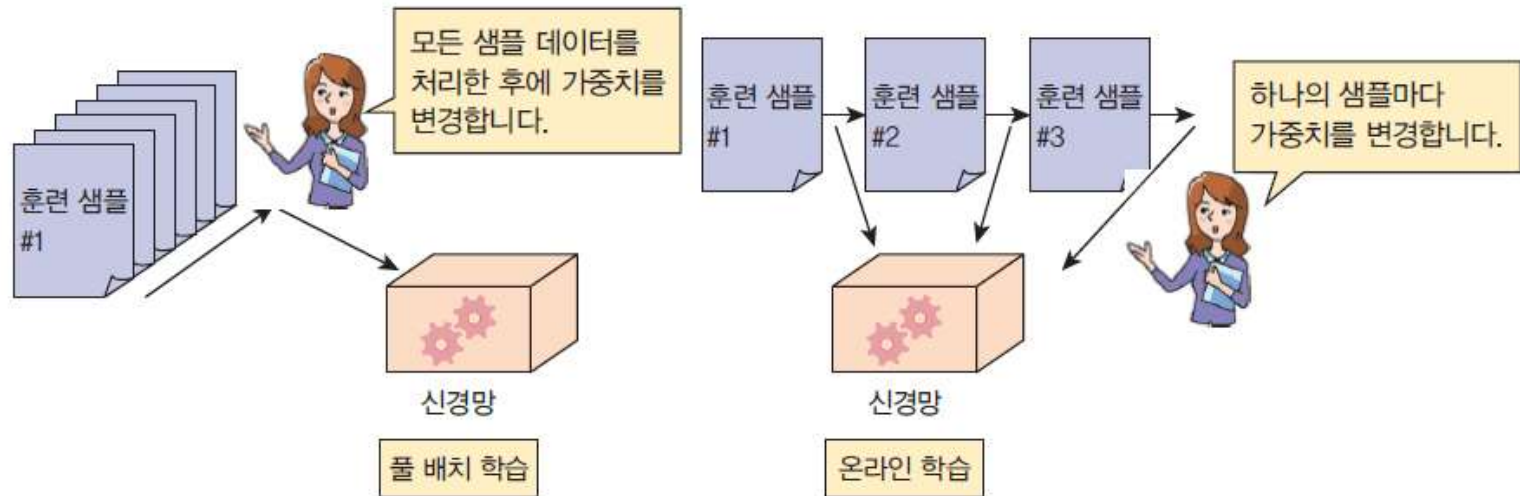 모든 샘플 데이터를
처리한 후에 가중치를
변경합니다.
훈련 샘플
#1
신경망
풀 배치 학습
훈련 샘플
#1
훈련 샘플
#2
훈련 샘플
#3
하나의 샘플마다
가중치를 변경합니다.
신경망
온라인 학습